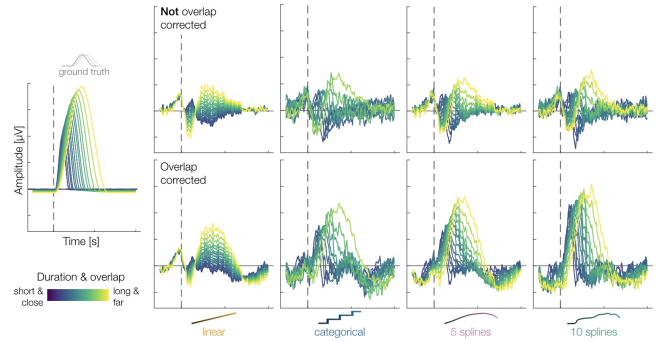 Not overlap
corrected
ground truth
Overlap
corrected
Amplitude [µV]
Time [s]
Duration & overlap
short &
close
long &
far
linear
categorical
5 splines
10 splines